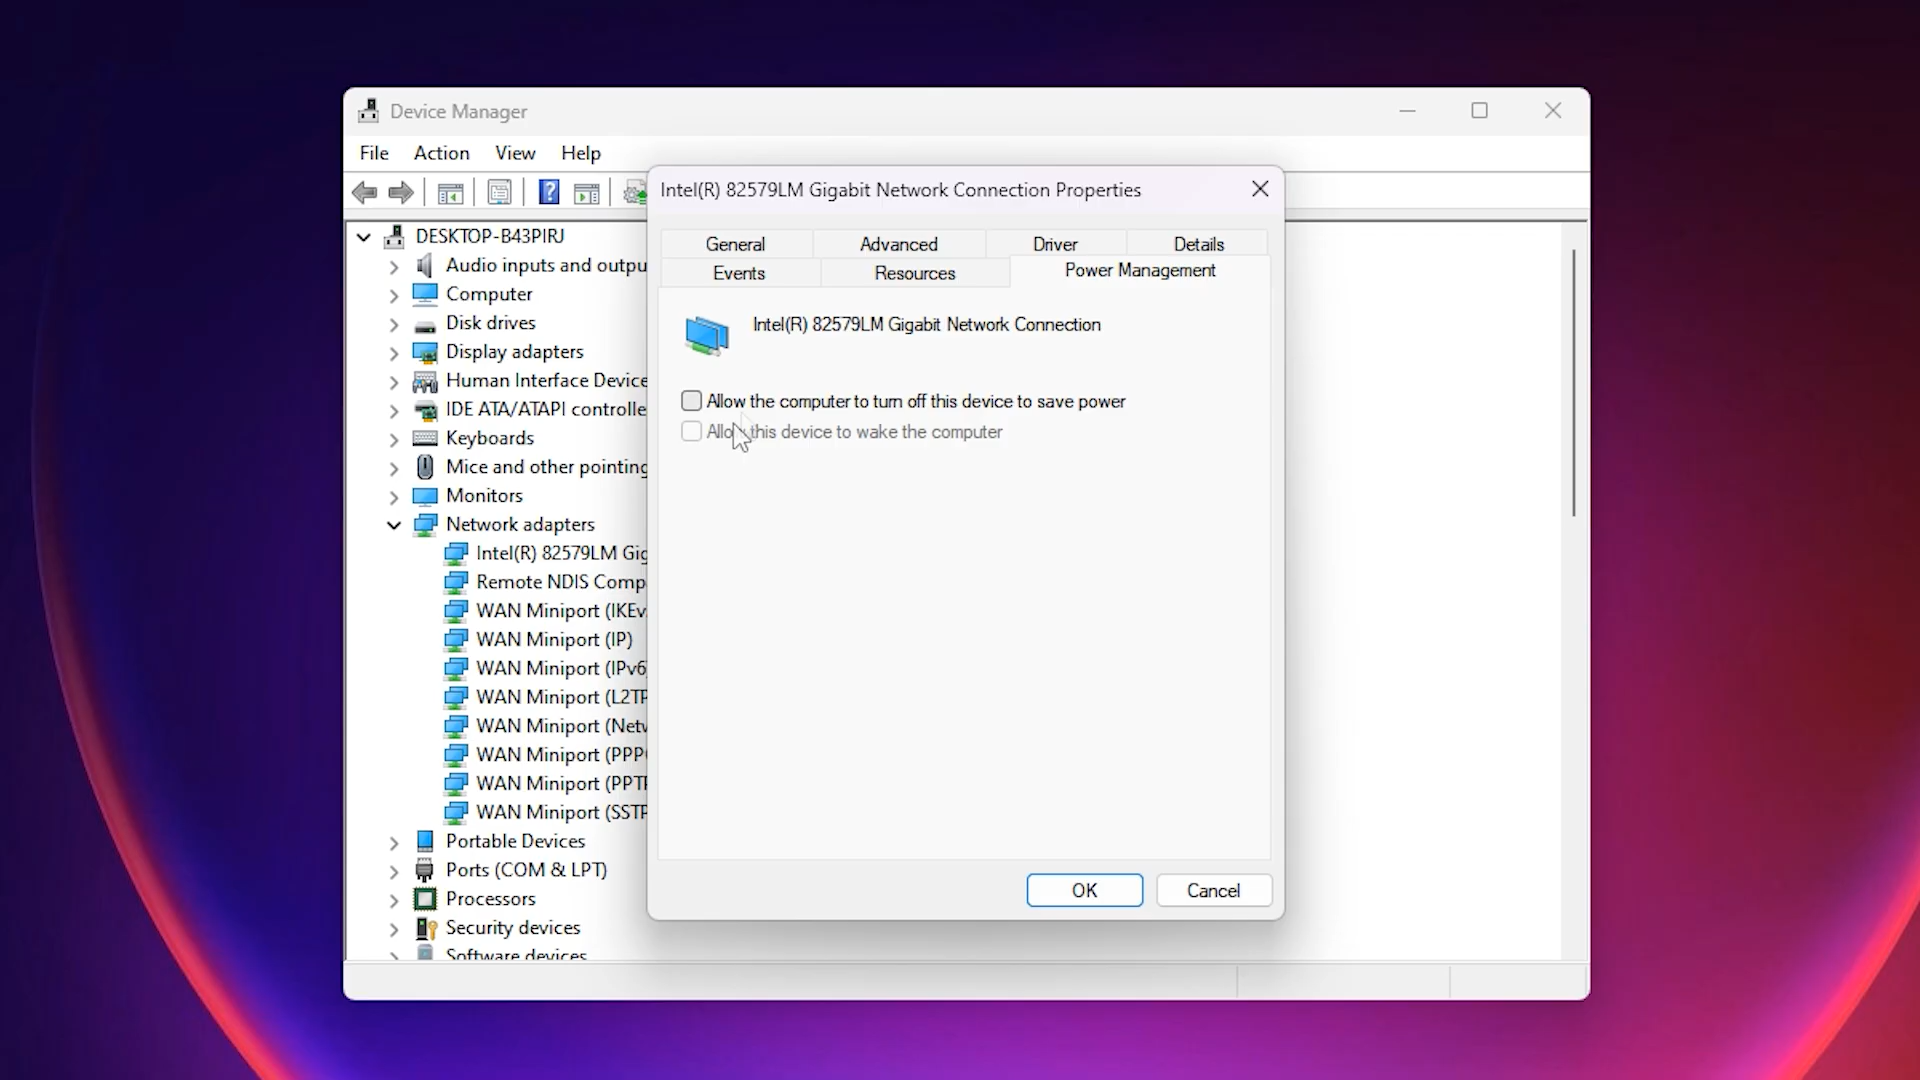 Device Manager
File Action View Help
Intel(R) 82579LM Gigabit Network Connection Properties
General Advanced Driver Details
Events Resources Power Management
Intel(R) 82579LM Gigabit Network Connection
Allow the computer to turn off this device to save power
Allow this device to wake the computer
OK Cancel
DESKTOP-B43PIRJ
Audio inputs and outpu
Computer
Disk drives
Display adapters
Human Interface Device
IDE ATA/ATAPI controlle
Keyboards
Mice and other pointing
Monitors
Network adapters
Intel(R) 82579LM Gig
Remote NDIS Comp
WAN Miniport (IKEv
WAN Miniport (IP)
WAN Miniport (IPv6)
WAN Miniport (L2TP
WAN Miniport (Netw
WAN Miniport (PPPO
WAN Miniport (PPTP
WAN Miniport (SSTP
Portable Devices
Ports (COM & LPT)
Processors
Security devices
Software devices